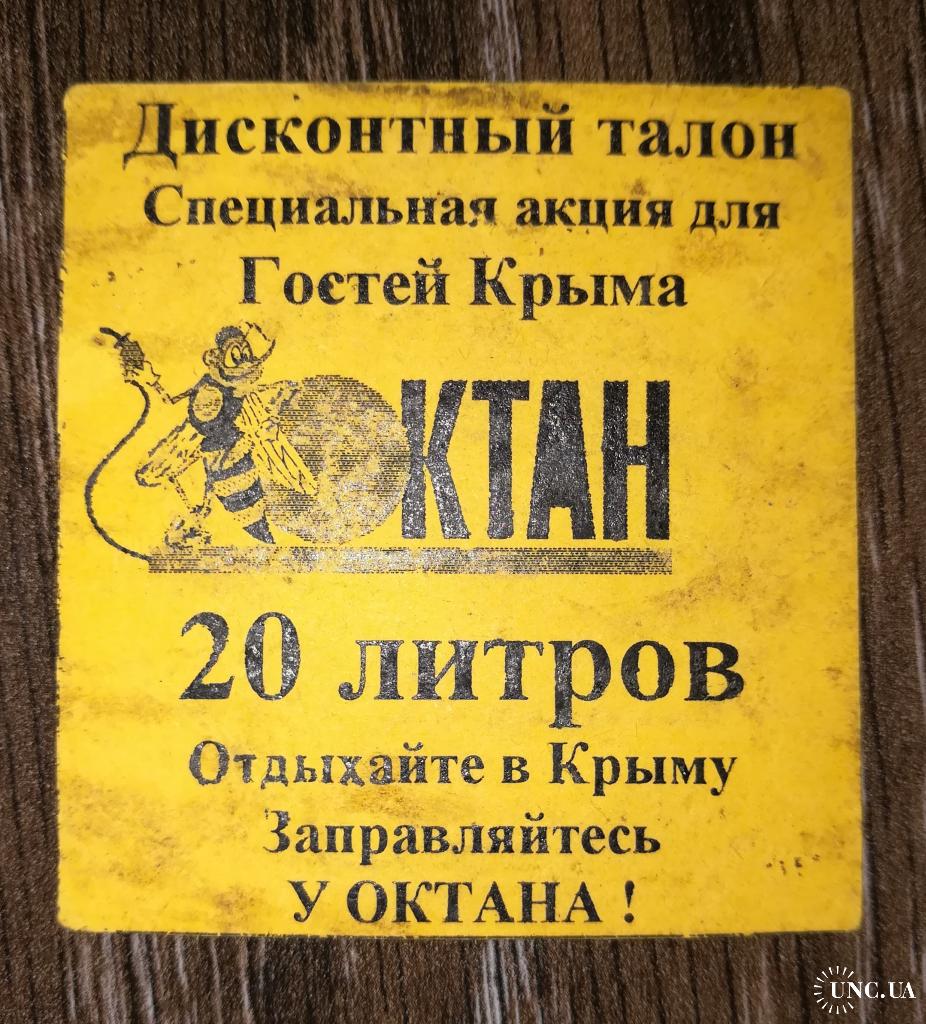 Дисконтный талон
Специальная акция для
Гостей Крыма
ОКТАН
20 литров
Отдыхайте в Крыму
Заправляйтесь
У ОКТАНА !
UNC.UA